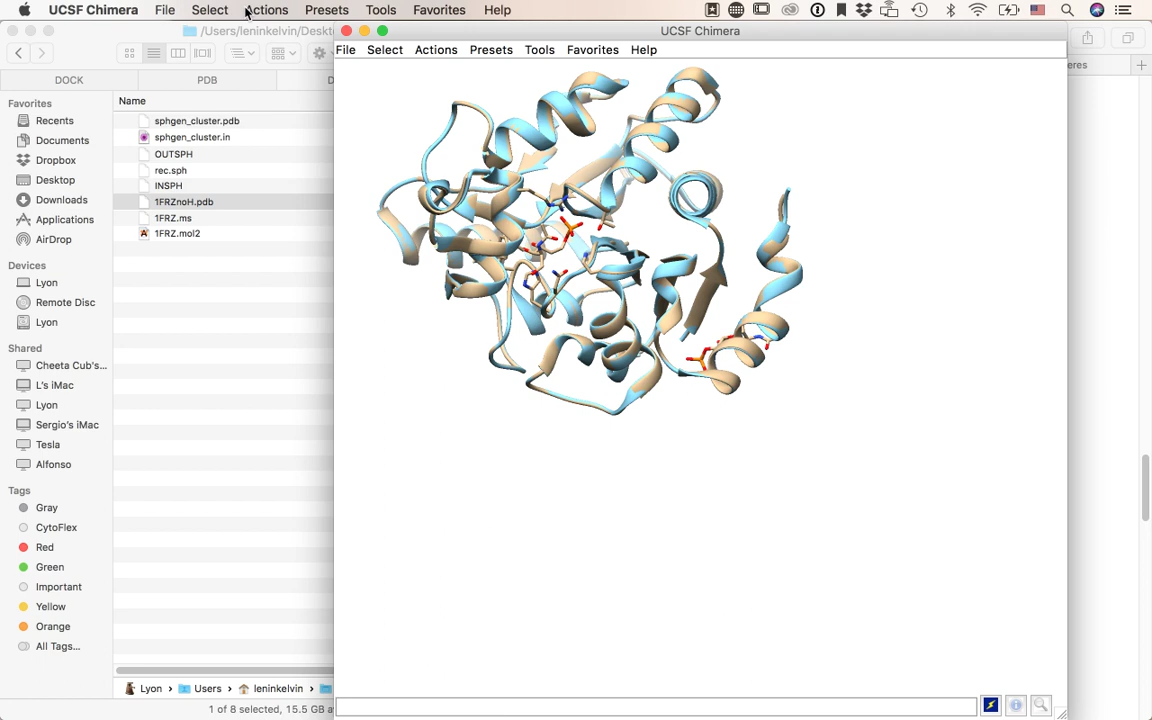 UCSF Chimera File Select Actions Presets Tools Favorites Help
/Users/leninkelvin/Deskt
UCSF Chimera
File Select Actions Presets Tools Favorites Help
DOCK PDB D
eres
Favorites
Recents
Documents
Dropbox
Desktop
Downloads
Applications
AirDrop
Devices
Lyon
Remote Disc
Lyon
Shared
Cheeta Cub's...
L's iMac
Lyon
Sergio's iMac
Tesla
Alfonso
Tags
Gray
CytoFlex
Red
Green
Important
Yellow
Orange
All Tags...
Name
sphgen_cluster.pdb
sphgen_cluster.in
OUTSPH
rec.sph
INSPH
1FRZnoH.pdb
1FRZ.ms
1FRZ.mol2
Lyon › Users › leninkelvin ›
1 of 8 selected, 15.5 GB a